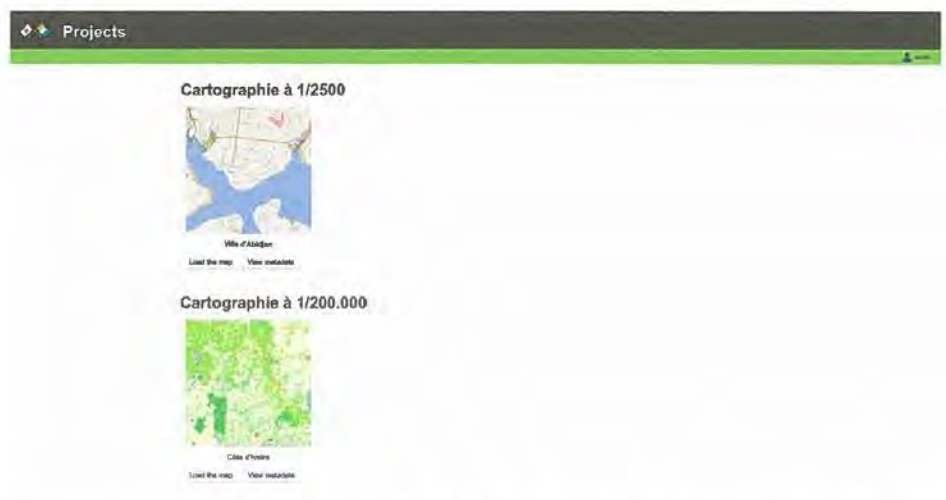 Projects
Cartographie à 1/2500
Ville d'Abidjan
Load the map View metadata
Cartographie à 1/200.000
Côte d'Ivoire
Load the map View metadata